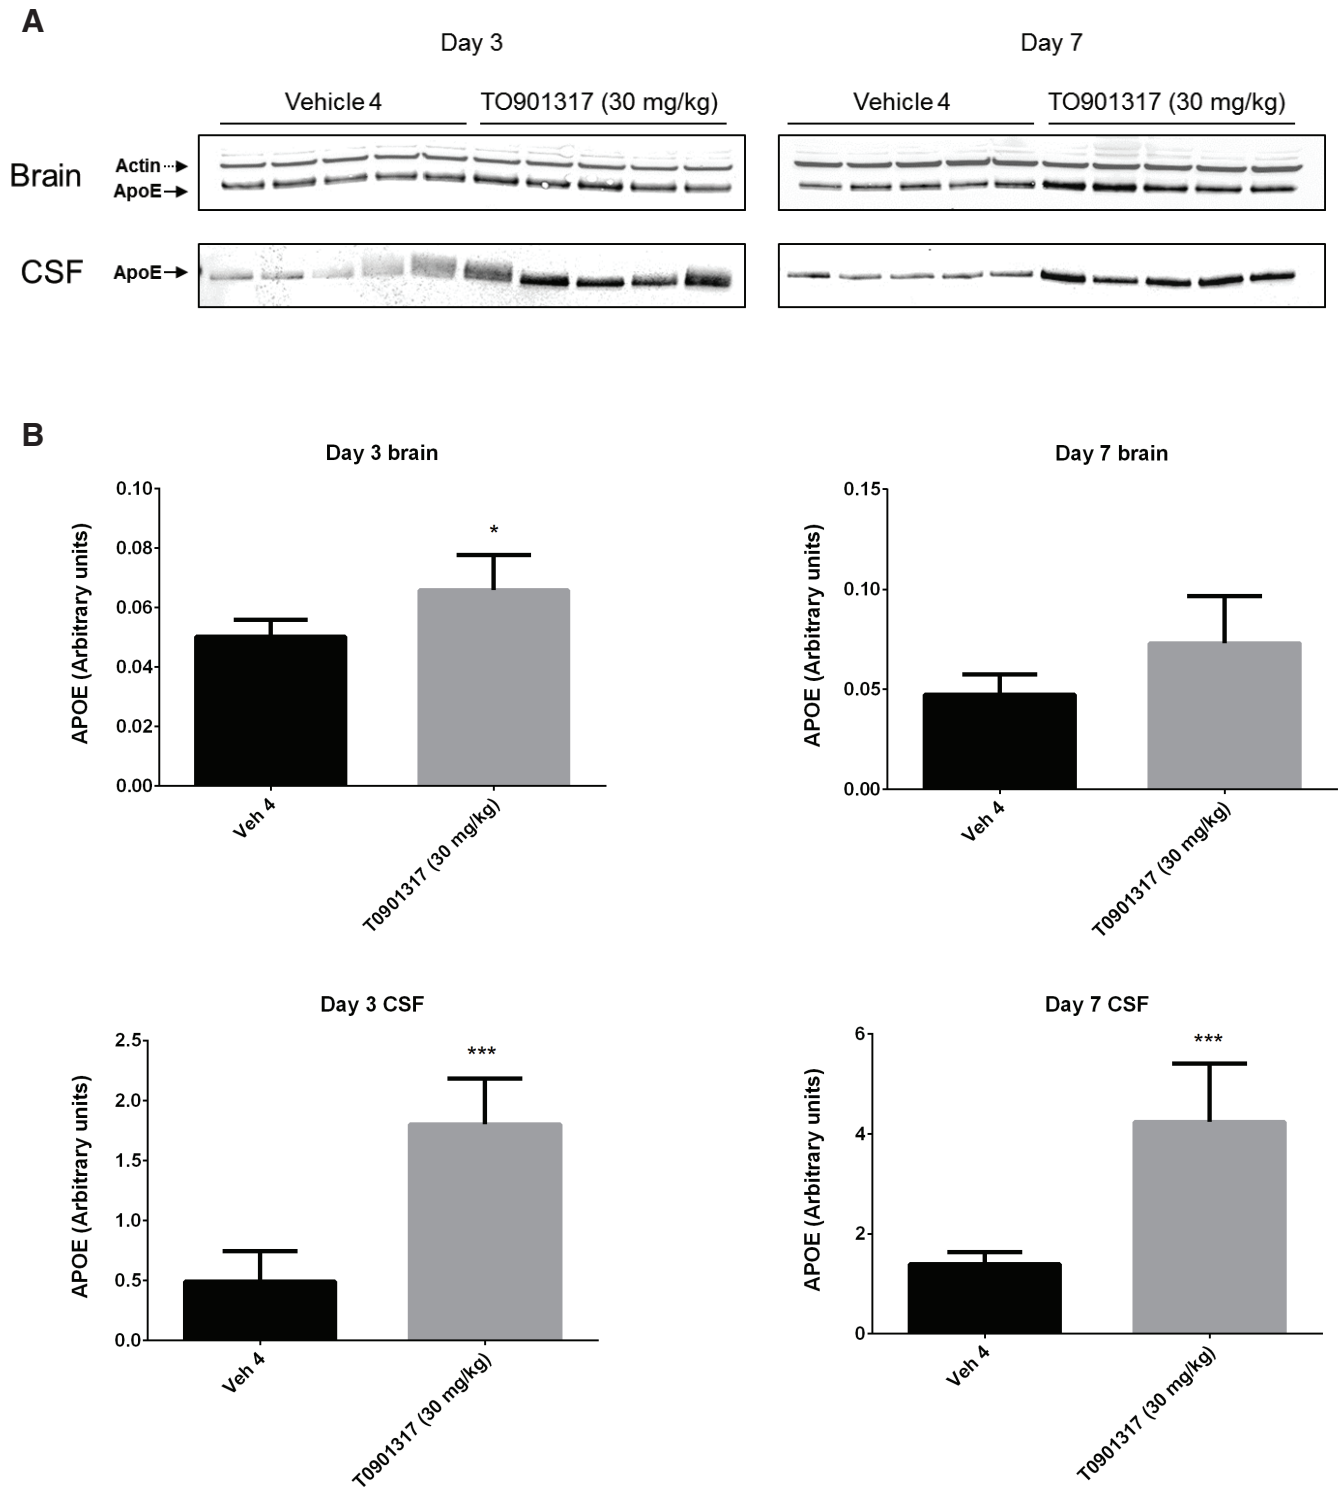 A
Day 3
Day 7
Vehicle 4
TO901317 (30 mg/kg)
Vehicle 4
TO901317 (30 mg/kg)
Brain
Actin
ApoE
CSF
ApoE
B
Day 3 brain
APOE (Arbitrary units)
0.10
0.08
0.06
0.04
0.02
0.00
Veh 4
T0901317 (30 mg/kg)
*
Day 7 brain
APOE (Arbitrary units)
0.15
0.10
0.05
0.00
Veh 4
T0901317 (30 mg/kg)
Day 3 CSF
APOE (Arbitrary units)
2.5
2.0
1.5
1.0
0.5
0.0
Veh 4
T0901317 (30 mg/kg)
***
Day 7 CSF
APOE (Arbitrary units)
6
4
2
0
Veh 4
T0901317 (30 mg/kg)
***